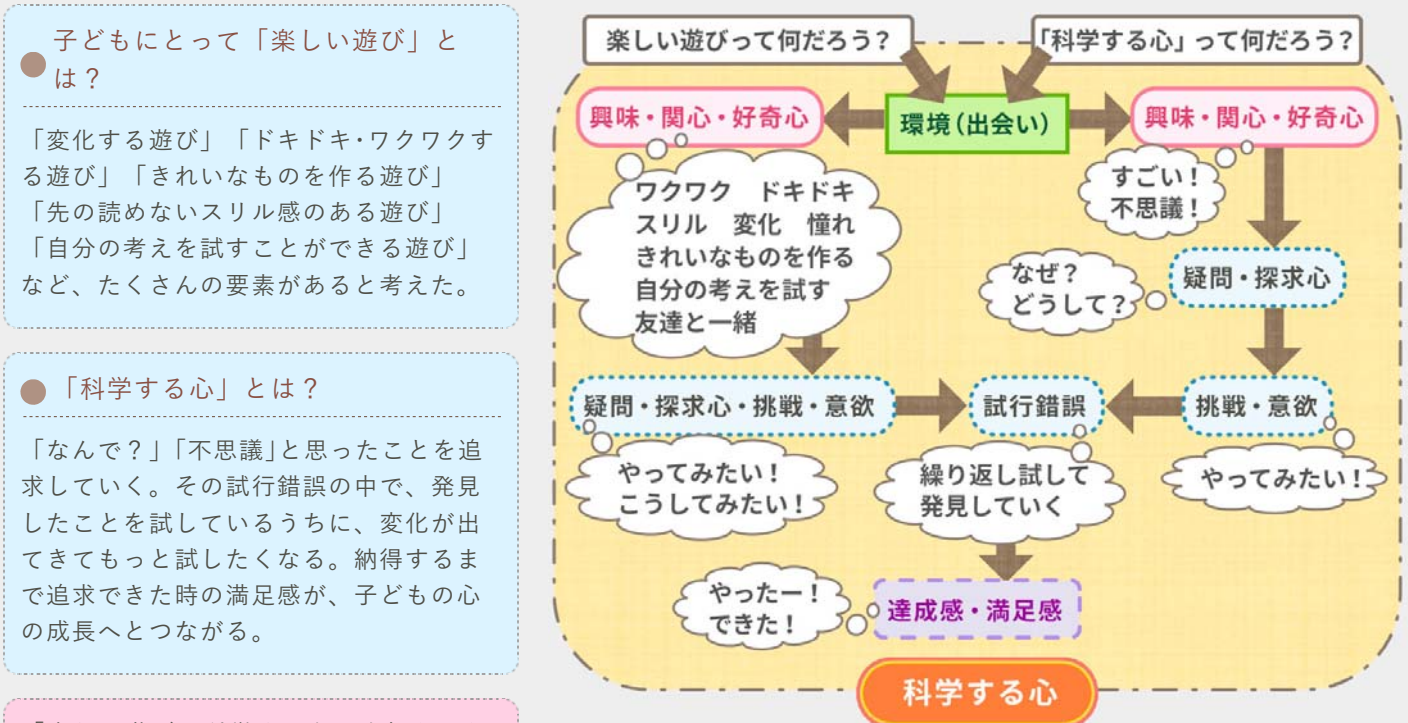 子どもにとって「楽しい遊び」と
は？
「変化する遊び」「ドキドキ・ワクワクす
る遊び」「きれいなものを作る遊び」
「先の読めないスリル感のある遊び」
「自分の考えを試すことができる遊び」
など、たくさんの要素があると考えた。
「科学する心」とは？
「なんで？」「不思議」と思ったことを追
求していく。その試行錯誤の中で、発見
したことを試しているうちに、変化が出
てきてもっと試したくなる。納得するま
で追求できた時の満足感が、子どもの心
の成長へとつながる。
楽しい遊びって何だろう？
「科学する心」って何だろう？
興味・関心・好奇心
環境（出会い）
興味・関心・好奇心
ワクワク　ドキドキ
スリル　変化　憧れ
きれいなものを作る
自分の考えを試す
友達と一緒
すごい！
不思議！
なぜ？
どうして？
疑問・探求心
疑問・探求心・挑戦・意欲
試行錯誤
挑戦・意欲
やってみたい！
こうしてみたい！
繰り返し試して
発見していく
やってみたい！
やったー！
できた！
達成感・満足感
科学する心